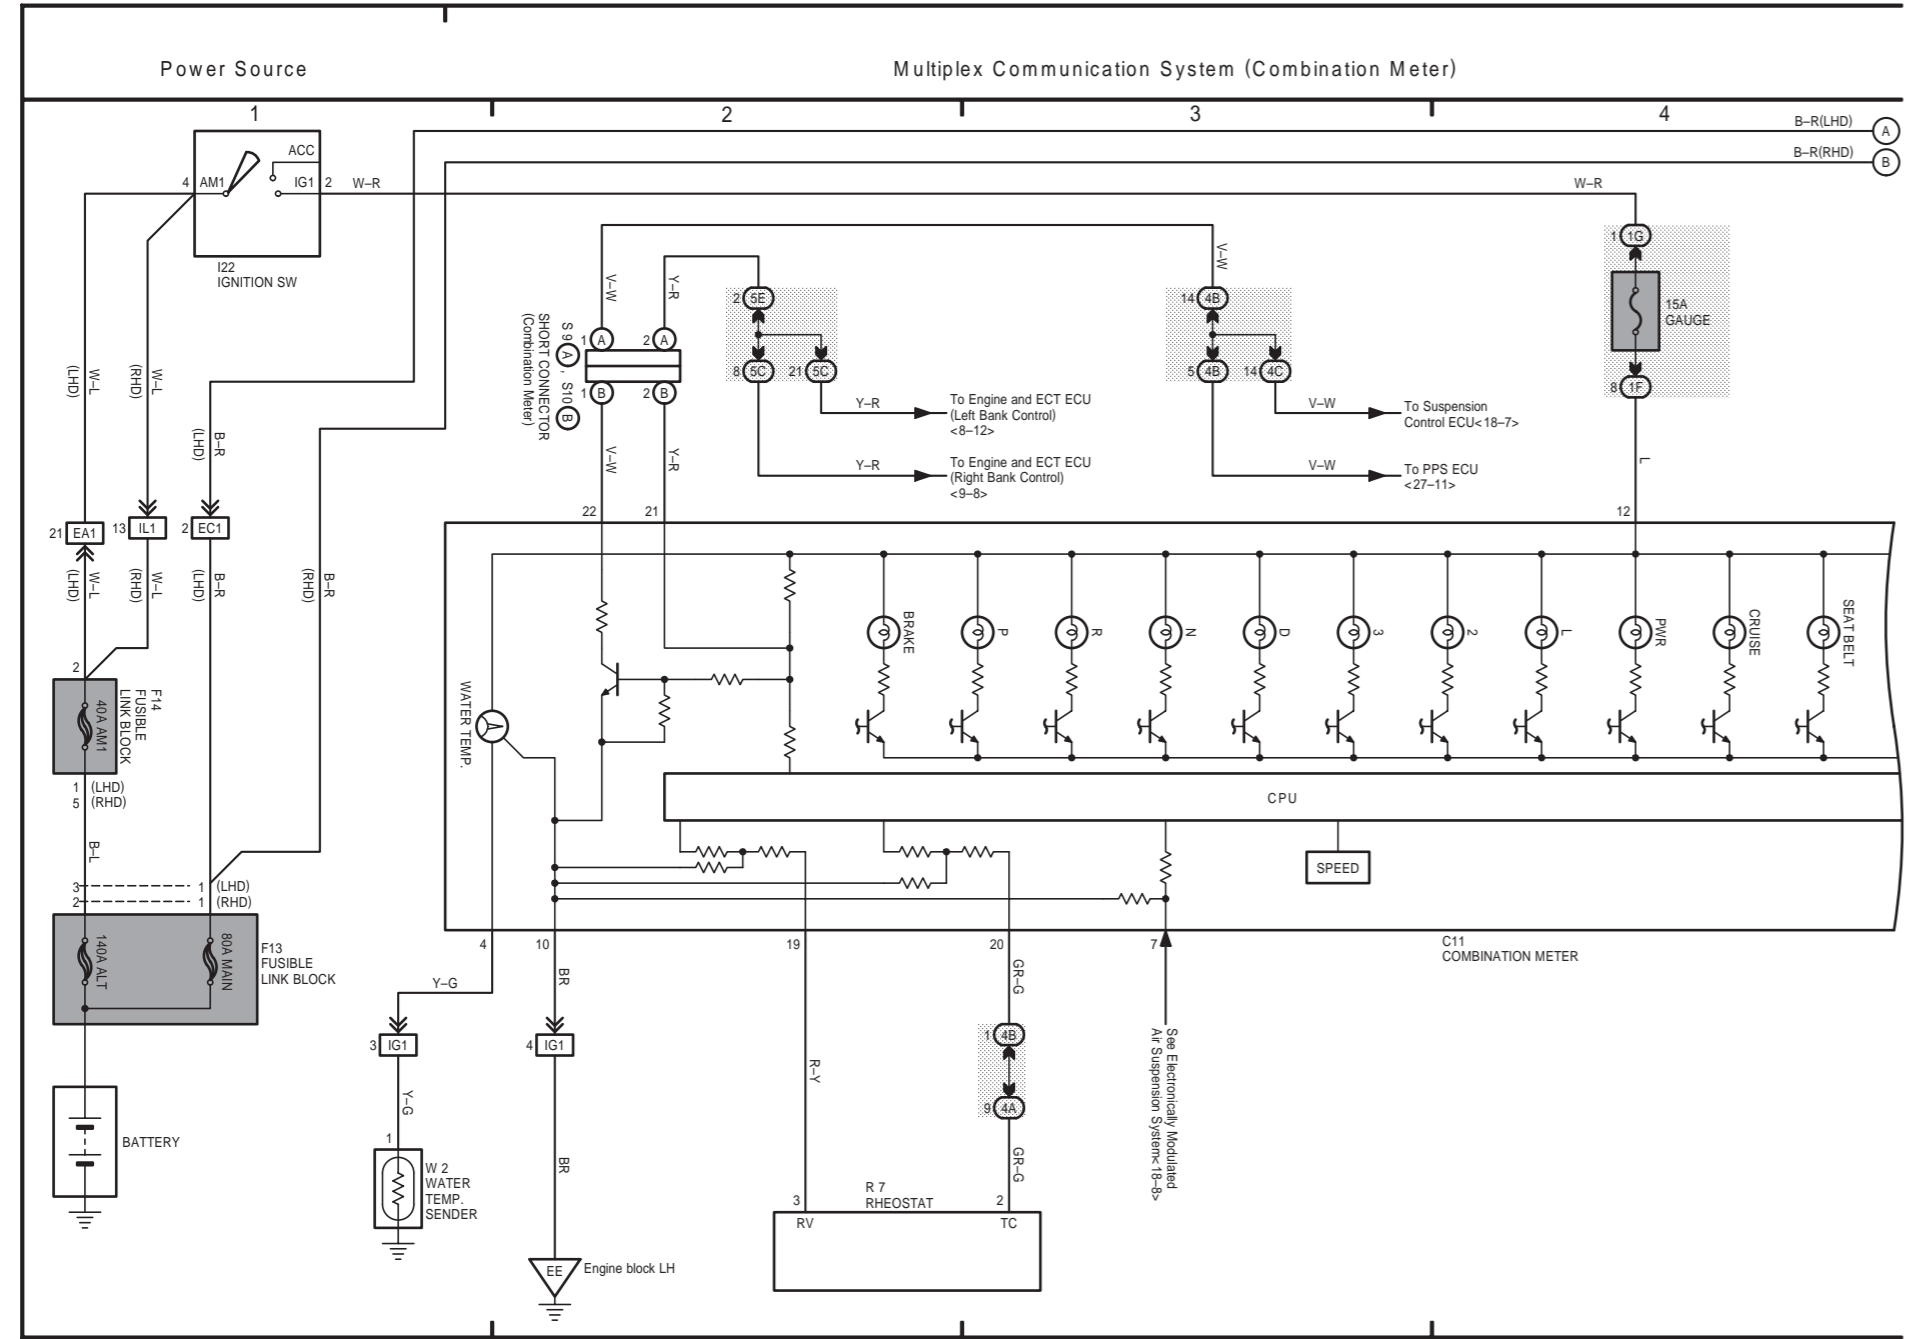 Power Source
Multiplex Communication System (Combination Meter)
1
2
3
4
B–R(LHD)
A
B–R(RHD)
B
ACC
4
AM1
IG1
2
W–R
W–R
I22
IGNITION SW
1
1G
15A
GAUGE
8
1F
L
12
V–W
Y–R
S 9 A , S10 B
SHORT CONNECTOR
(Combination Meter)
1
A
2
A
1
B
2
B
V–W
Y–R
22
21
2
5E
8
5C
21
5C
Y–R
To Engine and ECT ECU
(Left Bank Control)
<8–12>
Y–R
To Engine and ECT ECU
(Right Bank Control)
<9–8>
V–W
14
4B
5
4B
14
4C
V–W
To Suspension
Control ECU<18–7>
V–W
To PPS ECU
<27–11>
W–L
(LHD)
W–L
(RHD)
B–R
(LHD)
21
EA1
13
IL1
2
EC1
W–L
(LHD)
W–L
(RHD)
B–R
(LHD)
B–R
(RHD)
2
F14
FUSIBLE
LINK BLOCK
40A AM1
1 (LHD)
5 (RHD)
B–L
3
1 (LHD)
2
1 (RHD)
140A ALT
80A MAIN
F13
FUSIBLE
LINK BLOCK
BATTERY
WATER TEMP.
BRAKE
P
R
N
D
3
2
L
PWR
CRUISE
SEAT BELT
CPU
SPEED
4
10
19
20
7
C11
COMBINATION METER
Y–G
BR
GR–G
3
IG1
4
IG1
1
4B
9
4A
Y–G
R–Y
BR
GR–G
See Electronically Modulated
Air Suspension System<18–8>
1
W 2
WATER
TEMP.
SENDER
EE
Engine block LH
3
R 7
RHEOSTAT
2
RV
TC